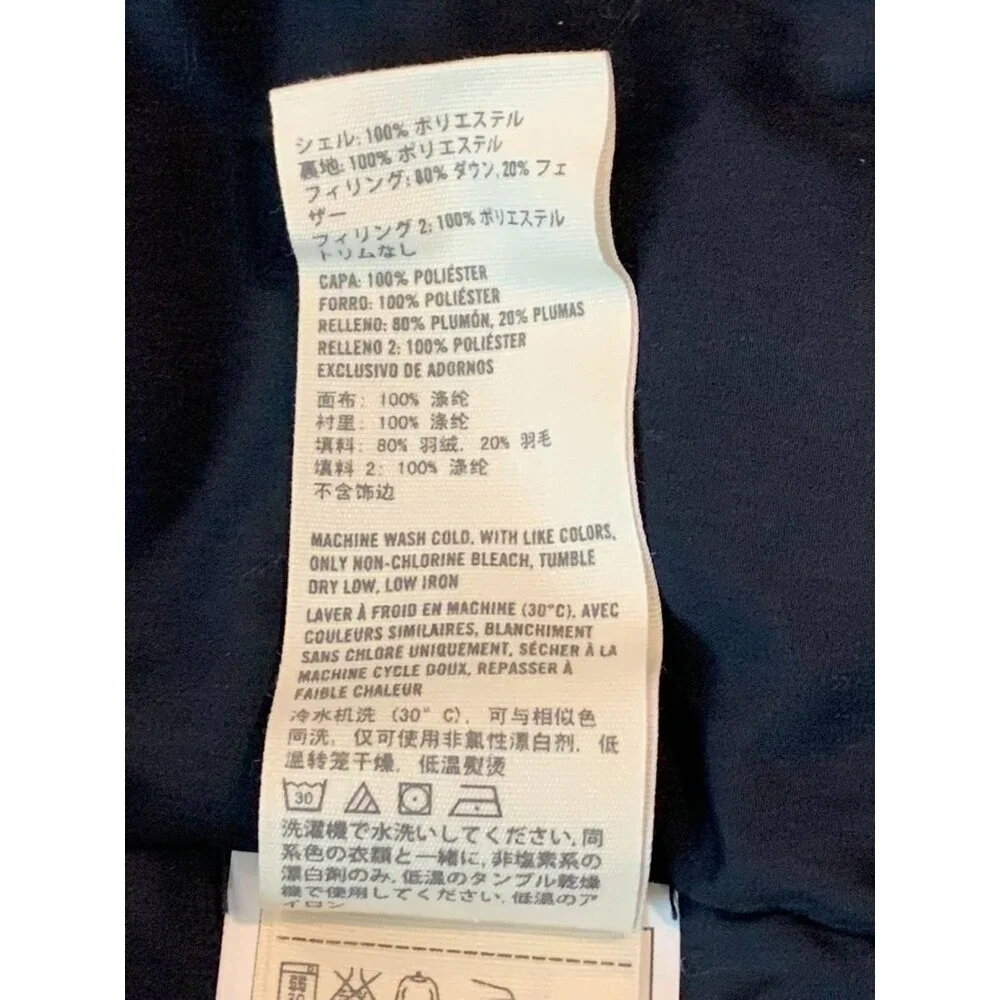 シェル: 100% ポリエステル
裏地: 100% ポリエステル
フィリング: 80% ダウン, 20% フェ
ザー
フィリング 2: 100% ポリエステル
トリムなし
CAPA: 100% POLIÉSTER
FORRO: 100% POLIÉSTER
RELLENO: 80% PLUMÓN, 20% PLUMAS
RELLENO 2: 100% POLIÉSTER
EXCLUSIVO DE ADORNOS
面布: 100% 涤纶
衬里: 100% 涤纶
填料: 80% 羽绒, 20% 羽毛
填料 2: 100% 涤纶
不含饰边
MACHINE WASH COLD, WITH LIKE COLORS,
ONLY NON-CHLORINE BLEACH, TUMBLE
DRY LOW, LOW IRON
LAVER À FROID EN MACHINE (30°C), AVEC
COULEURS SIMILAIRES, BLANCHIMENT
SANS CHLORE UNIQUEMENT, SÉCHER À LA
MACHINE CYCLE DOUX, REPASSER À
FAIBLE CHALEUR
冷水机洗 (30° C), 可与相似色
同洗, 仅可使用非氯性漂白剂, 低
温转笼干燥, 低温熨烫
30
洗濯機で水洗いしてください, 同
系色の衣類と一緒に, 非塩素系の
漂白剤のみ, 低温のタンブル乾燥
機で使用してください, 低温のア
イロン